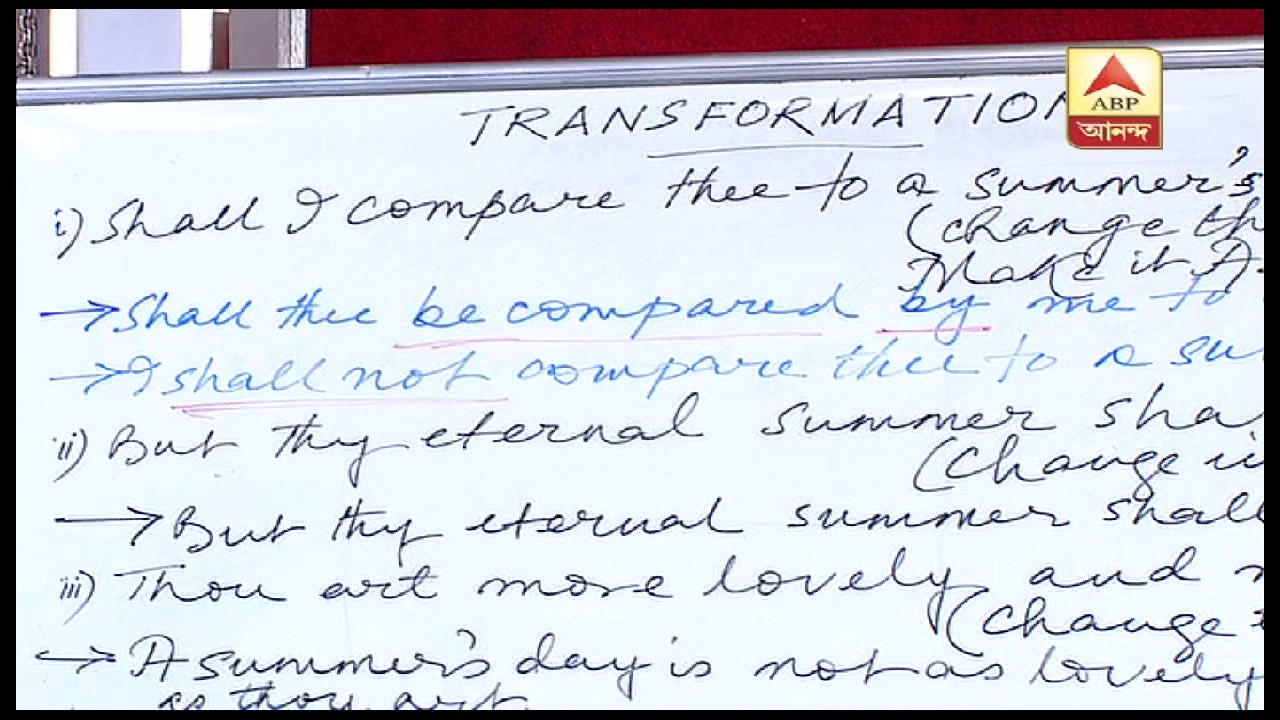 TRANSFORMATION
ABP
আনন্দ
i) Shall I compare thee to a summer's
(change th
Make it A
→ Shall thee be compared by me to
→ I shall not compare thee to a su
ii) But thy eternal summer sha
(Change in
→ But thy eternal summer shall
iii) Thou art more lovely and m
(change
→ A summer's day is not as lovely
as thou art